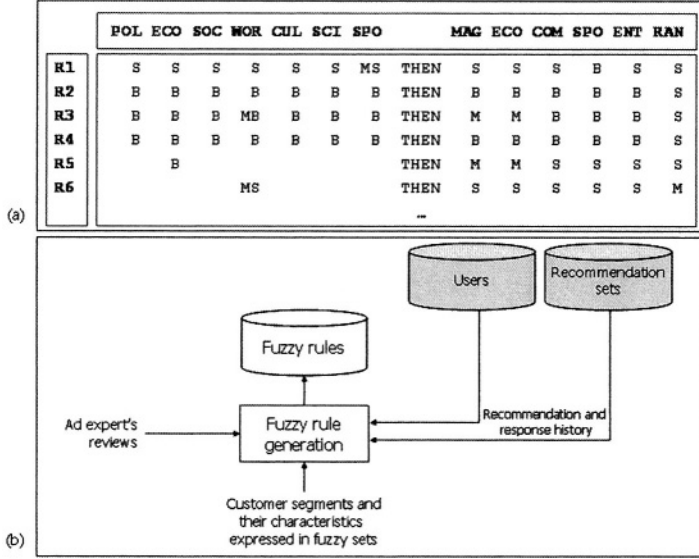 POL ECO SOC WOR CUL SCI SPO MAG ECO COM SPO ENT RAN
R1 S S S S S S MS THEN S S S B S S
R2 B B B B B B B THEN S S S B B S
R3 B B B MB B B B THEN M M B B B S
R4 B B B B B B B THEN B B B B B S
R5 B THEN M M S S S S
R6 MS THEN S S S S S M
...
(a)
Users
Recommendation
sets
Fuzzy rules
Ad expert's
reviews
Fuzzy rule
generation
Recommendation and
response history
Customer segments and
their characteristics
expressed in fuzzy sets
(b)